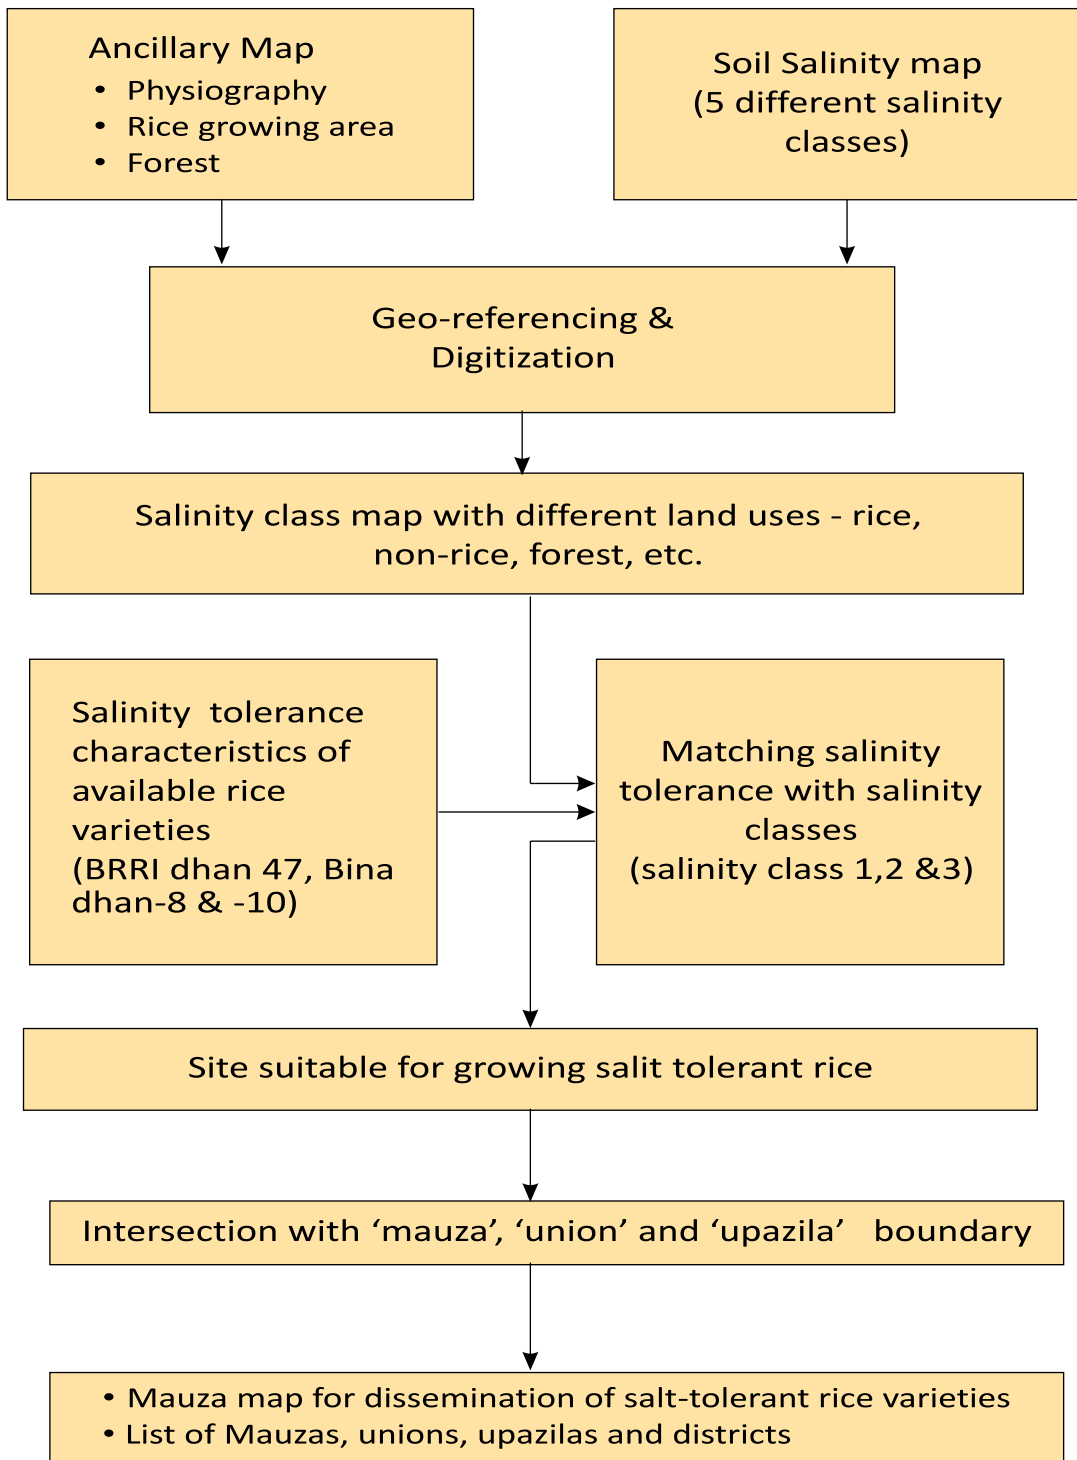 Ancillary Map
• Physiography
• Rice growing area
• Forest
Soil Salinity map
(5 different salinity
classes)
Geo-referencing &
Digitization
Salinity class map with different land uses - rice,
non-rice, forest, etc.
Salinity tolerance
characteristics of
available rice
varieties
(BRRI dhan 47, Bina
dhan-8 & -10)
Matching salinity
tolerance with salinity
classes
(salinity class 1,2 &3)
Site suitable for growing salit tolerant rice
Intersection with ‘mauza’, ‘union’ and ‘upazila’ boundary
• Mauza map for dissemination of salt-tolerant rice varieties
• List of Mauzas, unions, upazilas and districts